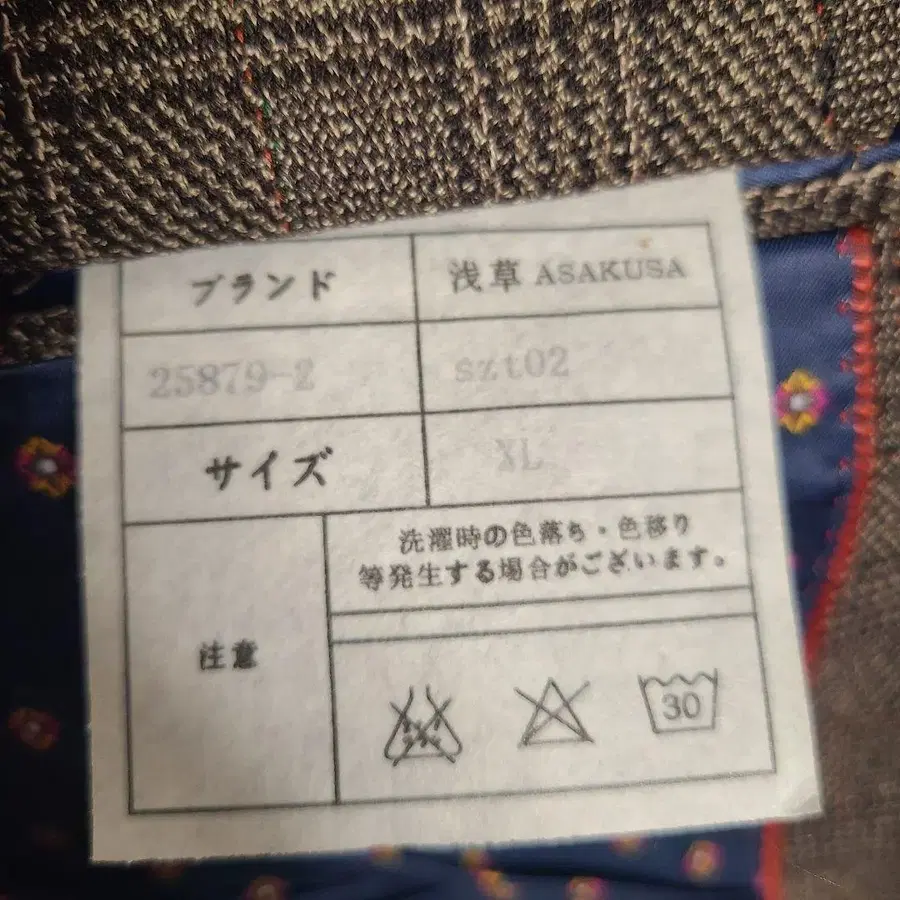 ブランド
浅草 ASAKUSA
25879-2
szt02
サイズ
XL
洗濯時の色落ち・色移り
等発生する場合がございます。
注意
30